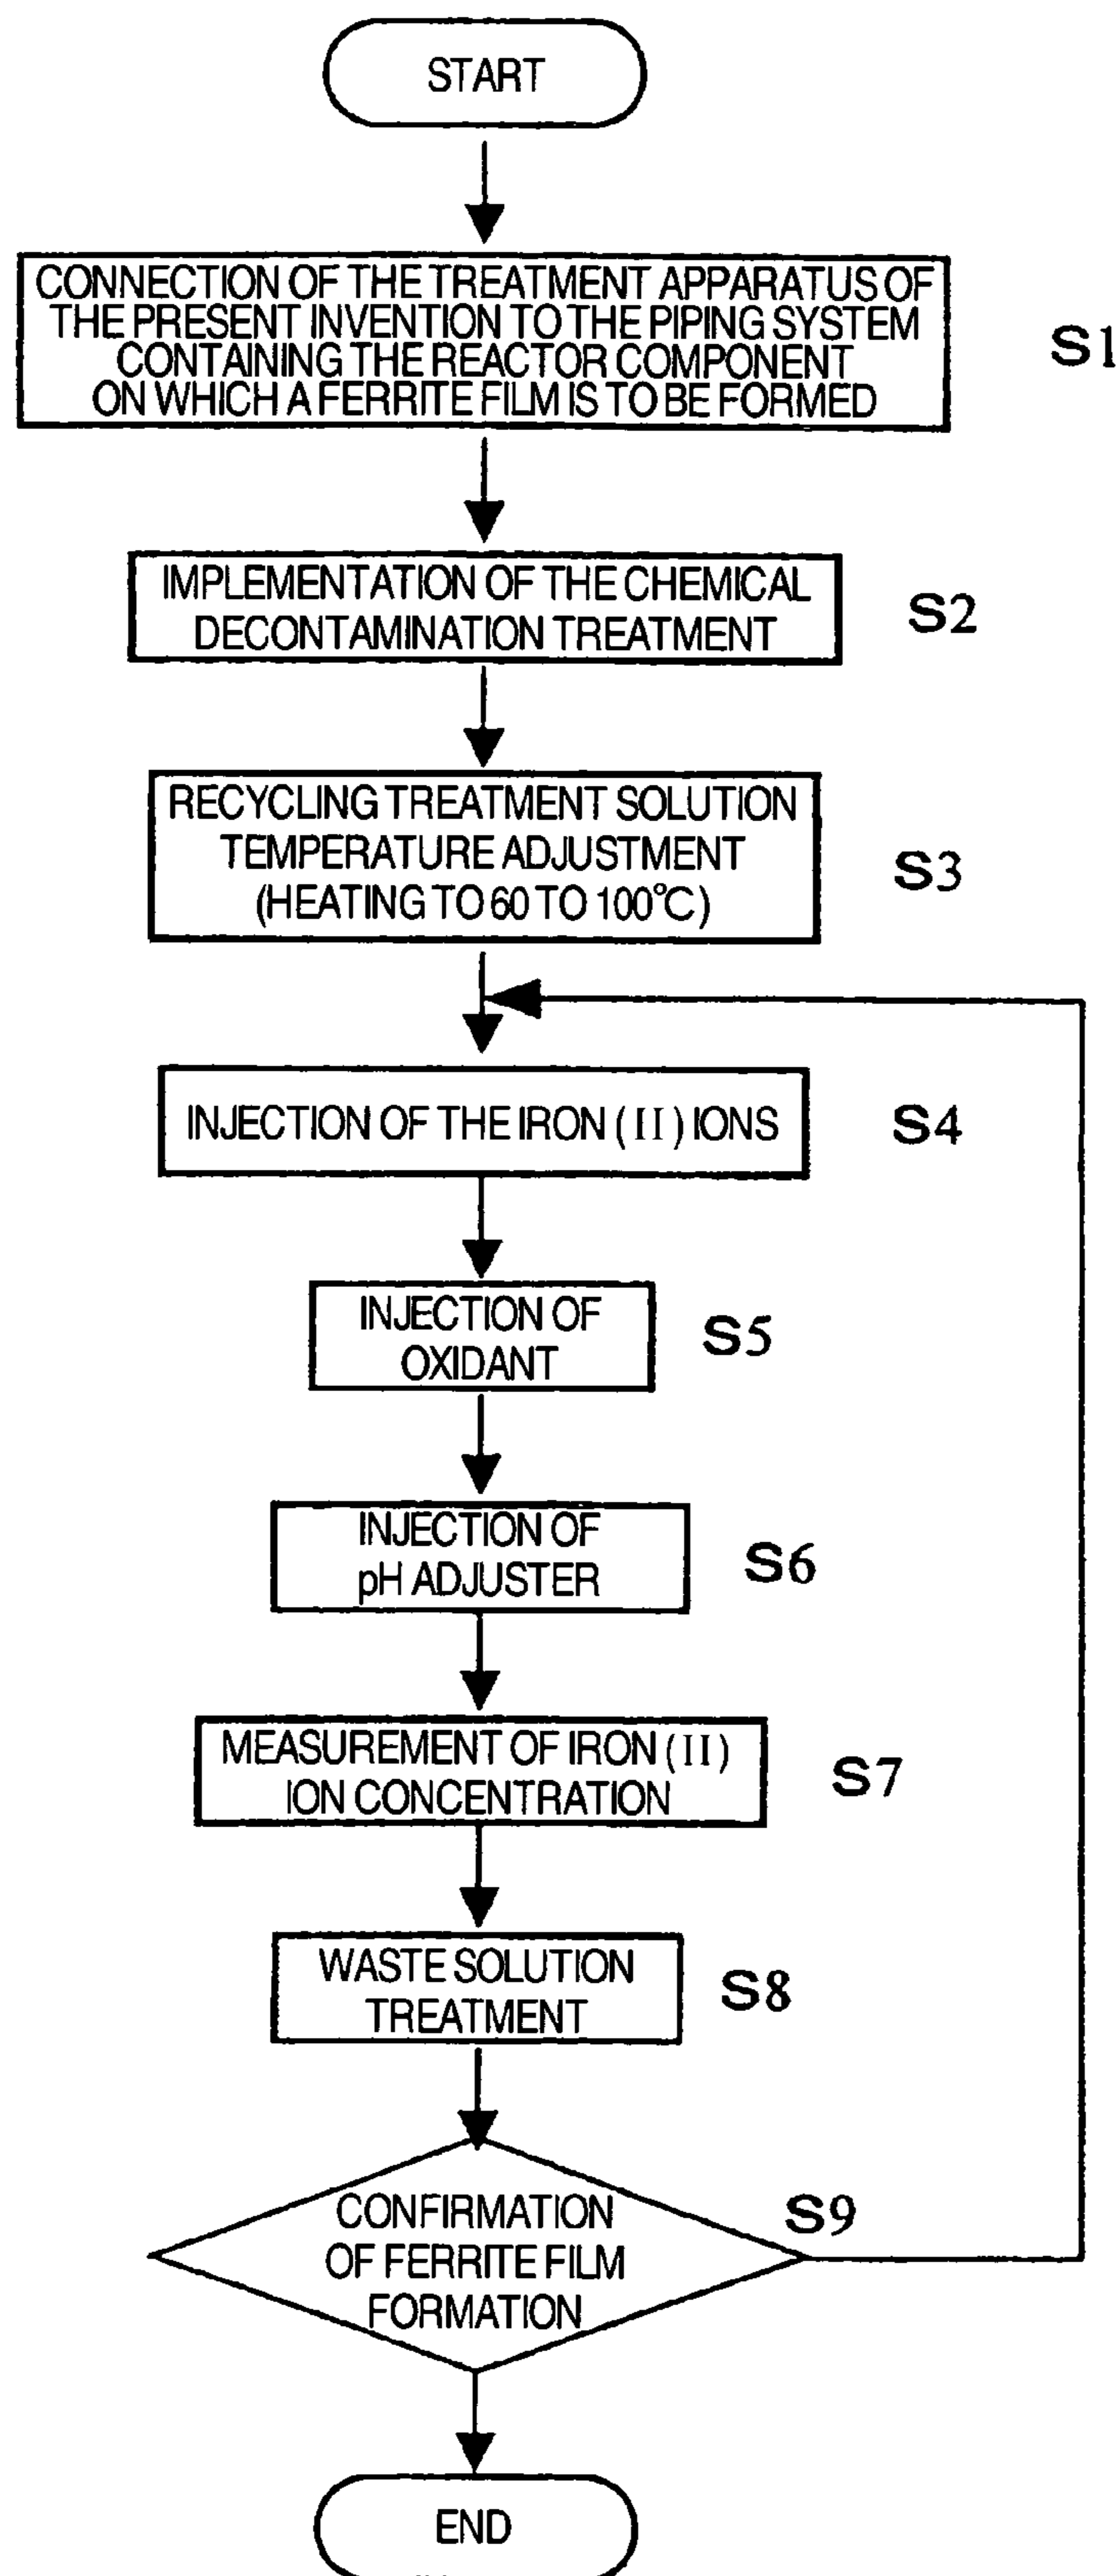 START
CONNECTION OF THE TREATMENT APPARATUS OF
THE PRESENT INVENTION TO THE PIPING SYSTEM
CONTAINING THE REACTOR COMPONENT
ON WHICH A FERRITE FILM IS TO BE FORMED
S1
IMPLEMENTATION OF THE CHEMICAL
DECONTAMINATION TREATMENT
S2
RECYCLING TREATMENT SOLUTION
TEMPERATURE ADJUSTMENT
(HEATING TO 60 TO 100°C)
S3
INJECTION OF THE IRON (II) IONS
S4
INJECTION OF
OXIDANT
S5
INJECTION OF
pH ADJUSTER
S6
MEASUREMENT OF IRON (II)
ION CONCENTRATION
S7
WASTE SOLUTION
TREATMENT
S8
CONFIRMATION
OF FERRITE FILM
FORMATION
S9
END